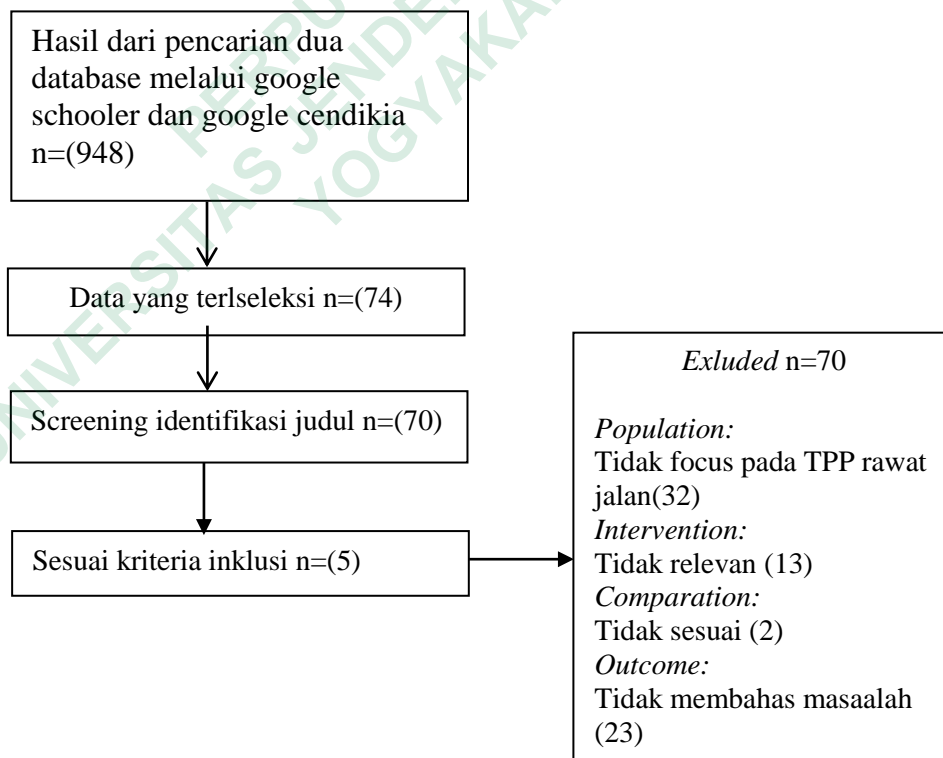 Hasil dari pencarian dua
database melalui google
schooler dan google cendikia
n=(948)
Data yang terlseleksi n=(74)
Screening identifikasi judul n=(70)
Sesuai kriteria inklusi n=(5)
Exluded n=70
Population:
Tidak focus pada TPP rawat
jalan(32)
Intervention:
Tidak relevan (13)
Comparation:
Tidak sesuai (2)
Outcome:
Tidak membahas masaalah
(23)
UNIVERSITAS
YOGYAKA